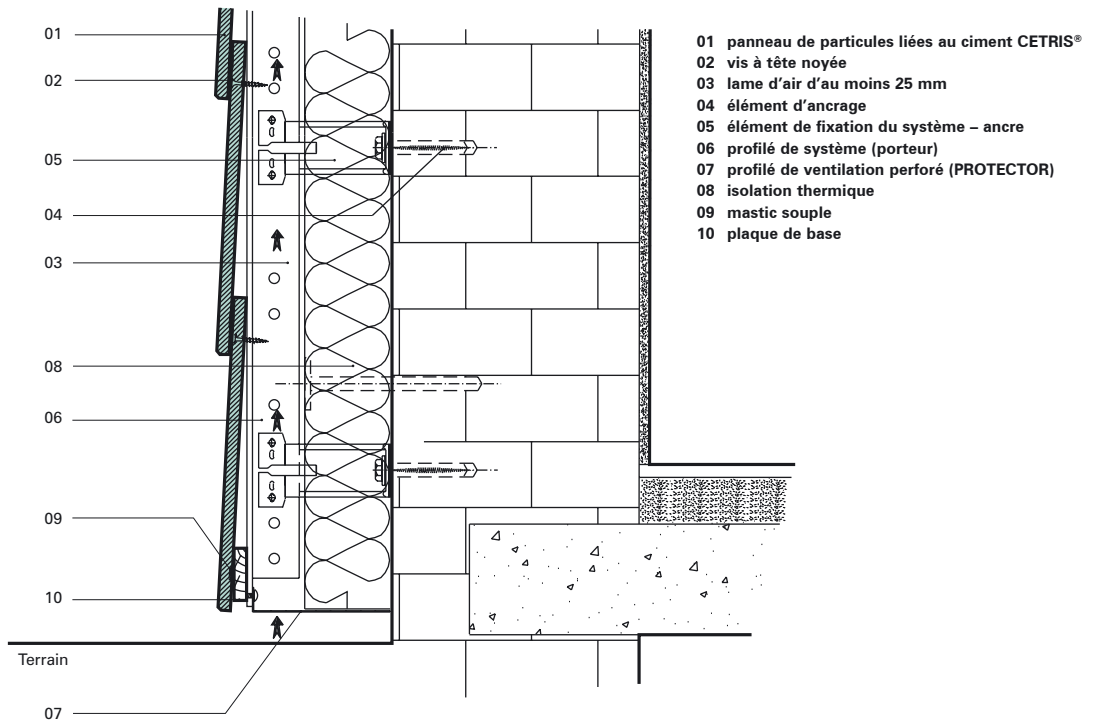 01
02
05
04
03
08
06
09
10
Terrain
07
01 panneau de particules liées au ciment CETRIS®
02 vis à tête noyée
03 lame d’air d’au moins 25 mm
04 élément d’ancrage
05 élément de fixation du système – ancre
06 profilé de système (porteur)
07 profilé de ventilation perforé (PROTECTOR)
08 isolation thermique
09 mastic souple
10 plaque de base